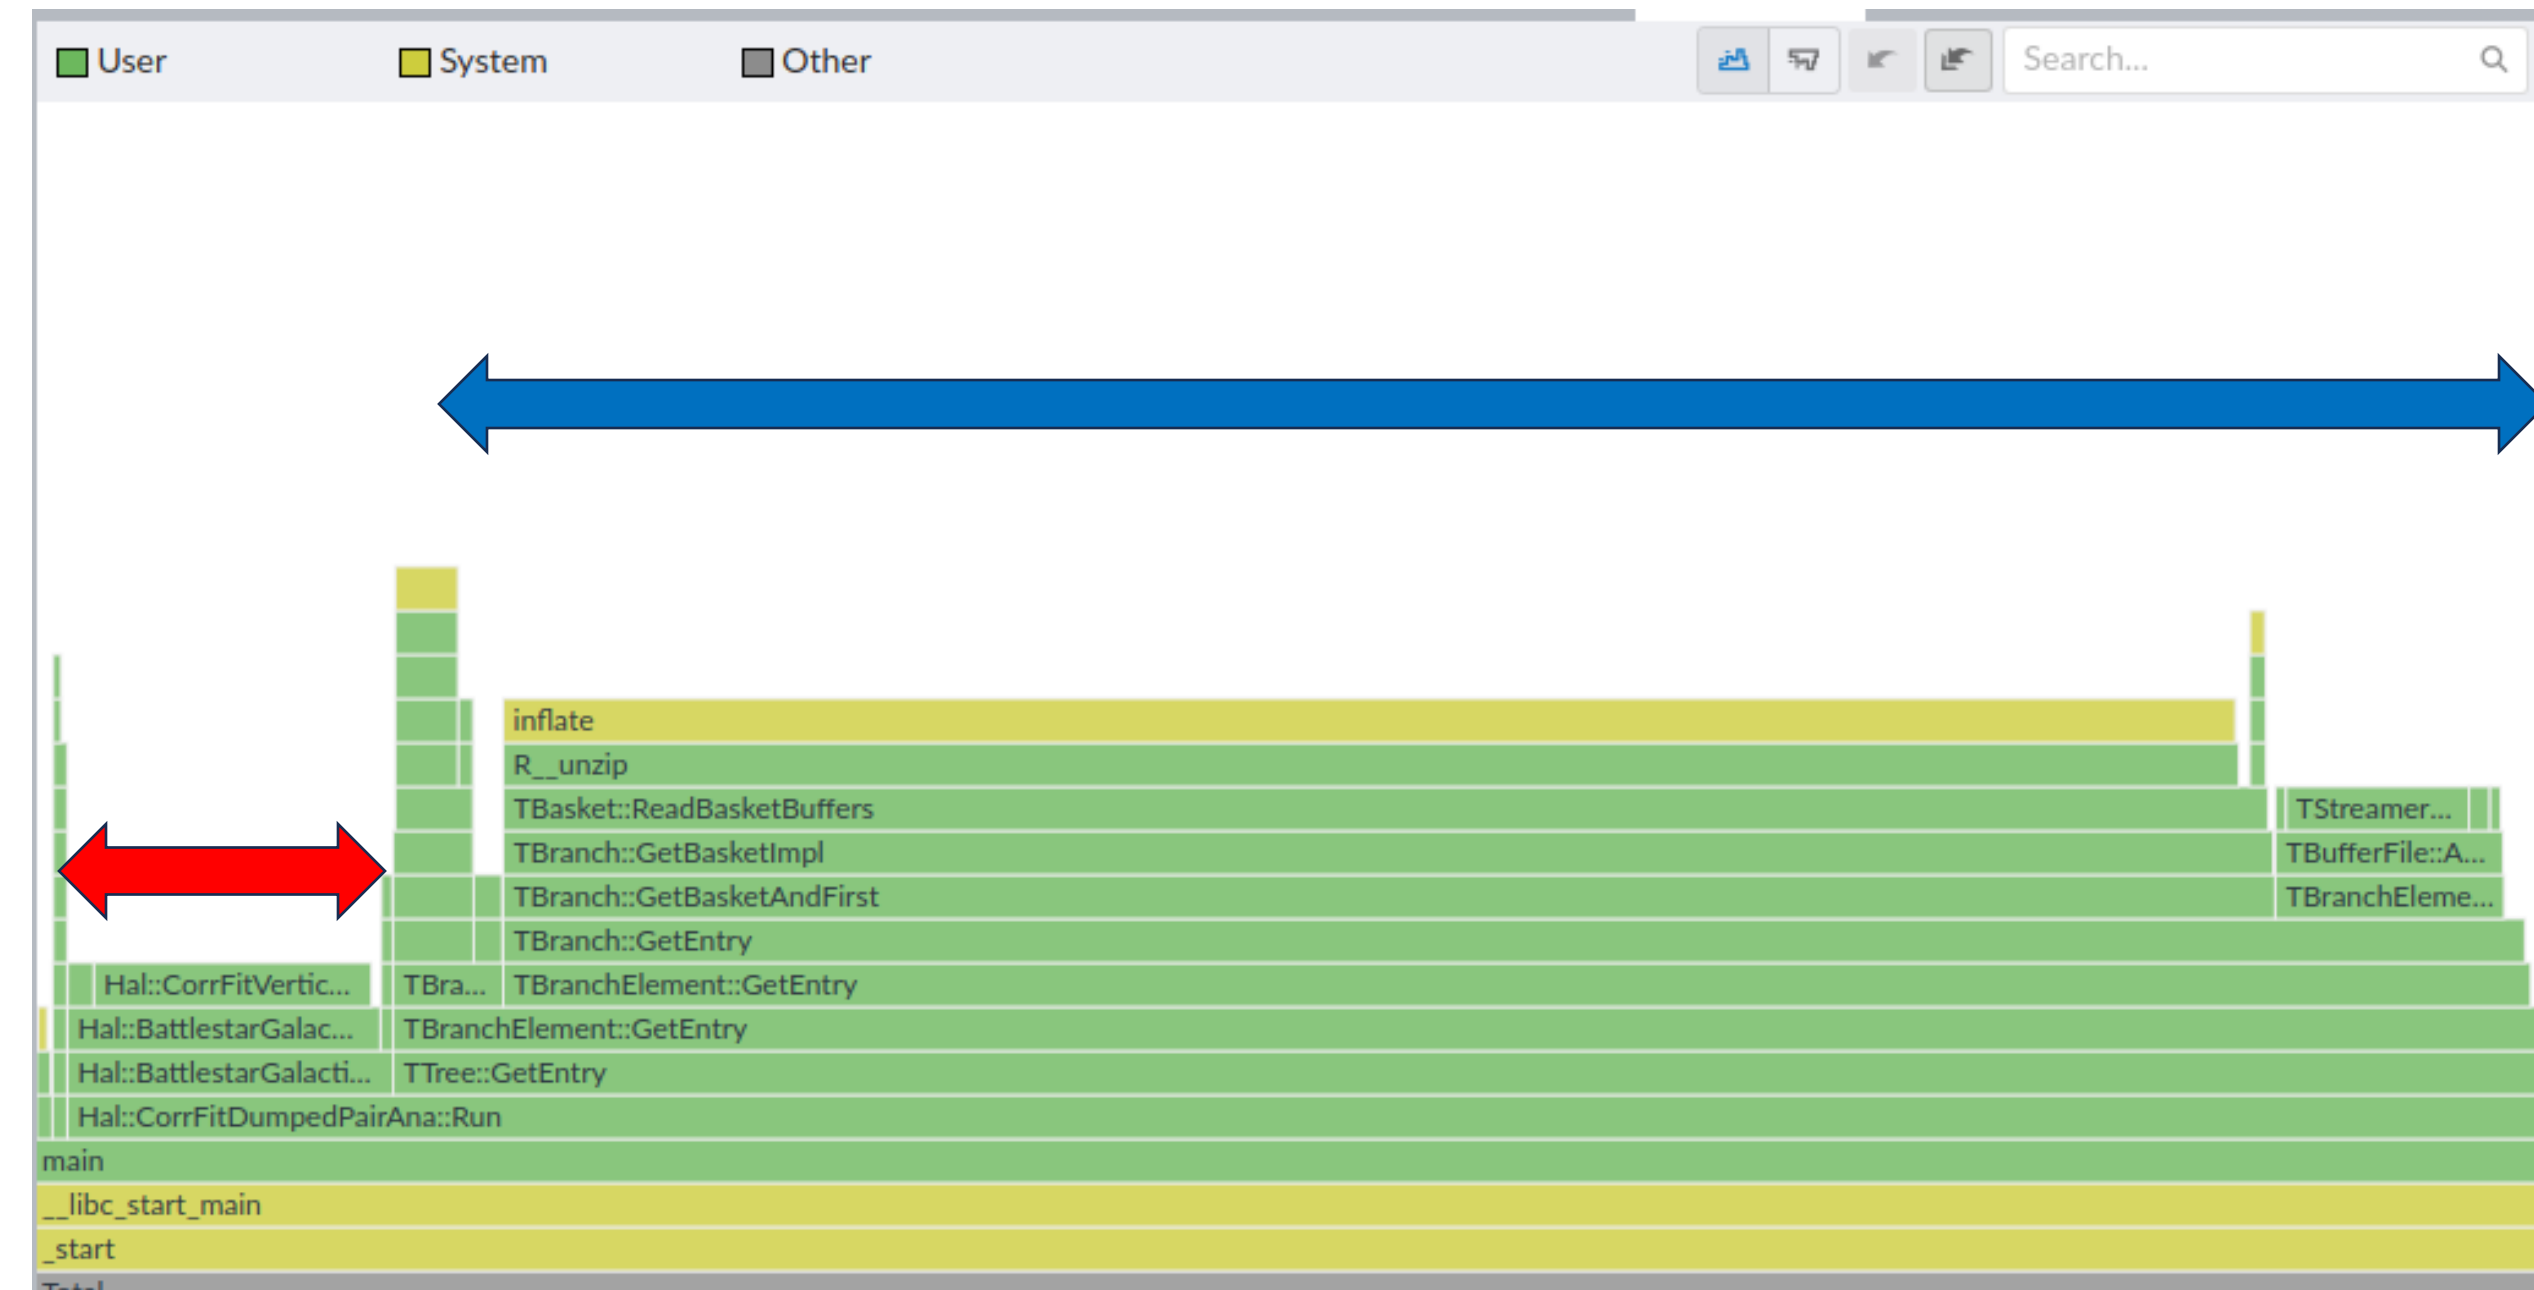 User System Other Search...
inflate
R__unzip
TBasket::ReadBasketBuffers TStreamer...
TBranch::GetBasketImpl TBufferFile::A...
TBranch::GetBasketAndFirst TBranchEleme...
TBranch::GetEntry
Hal::CorrFitVertic... TBra... TBranchElement::GetEntry
Hal::BattlestarGalac... TBranchElement::GetEntry
Hal::BattlestarGalacti... TTree::GetEntry
Hal::CorrFitDumpedPairAna::Run
main
__libc_start_main
_start
Total